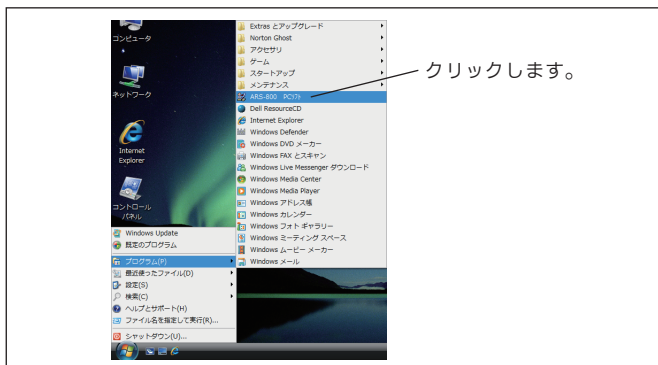 コンピュータ
ネットワーク
Internet
Explorer
コントロール
パネル
Windows Update
既定のプログラム
プログラム(P)
最近使ったファイル(D)
設定(S)
検索(C)
ヘルプとサポート(H)
ファイル名を指定して実行(R)...
シャットダウン(U)...
Extras とアップグレード
Norton Ghost
アクセサリ
ゲーム
スタートアップ
メンテナンス
ARS-800 PCｿﾌﾄ
Dell ResourceCD
Internet Explorer
Windows Defender
Windows DVD メーカー
Windows FAX とスキャン
Windows Live Messenger ダウンロード
Windows Media Center
Windows Media Player
Windows アドレス帳
Windows カレンダー
Windows フォト ギャラリー
Windows ミーティング スペース
Windows ムービー メーカー
Windows メール
クリックします。